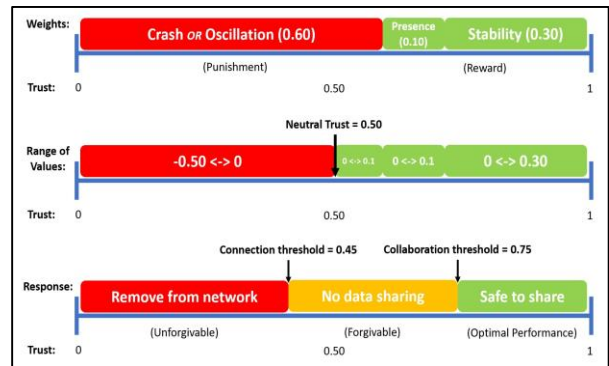 Weights:
Crash OR Oscillation (0.60)
Presence
(0.10)
Stability (0.30)
(Punishment)
(Reward)
Trust:
0
0.50
1
Neutral Trust = 0.50
Range of
Values:
-0.50 <-> 0
0 <-> 0.1
0 <-> 0.1
0 <-> 0.30
Trust:
0
0.50
1
Connection threshold = 0.45
Collaboration threshold = 0.75
Response:
Remove from network
No data sharing
Safe to share
(Unforgivable)
(Forgivable)
(Optimal Performance)
Trust:
0
0.50
1